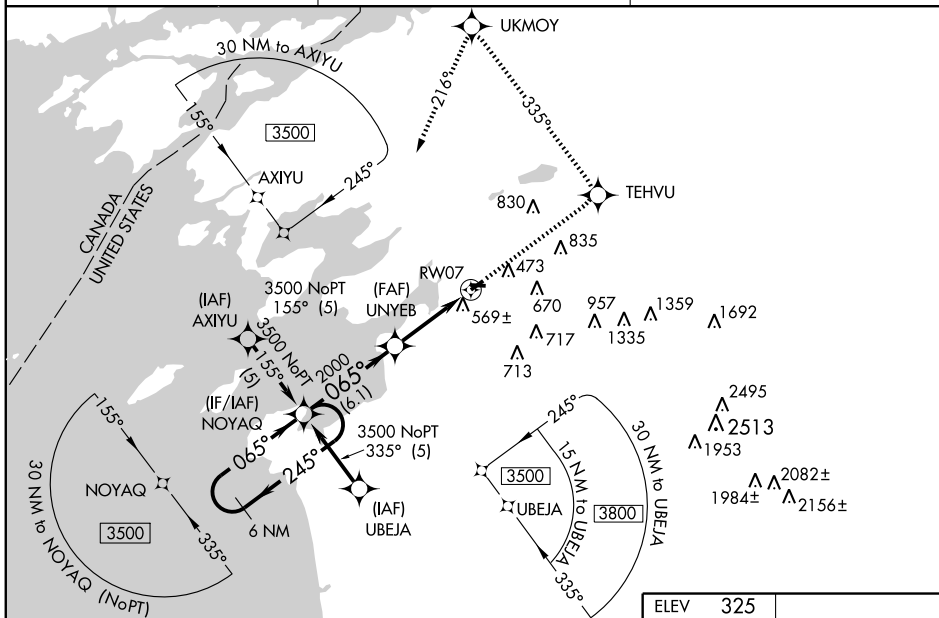 UKMOY
30 NM to AXIYU
216°
335°
155°
3500
AXIYU
245°
TEHVU
CANADA
UNITED STATES
830
835
RW07
473
3500 NoPT
155° (5)
(FAF)
UNYEB
(IAF)
AXIYU
569±
670
957
1335
1359
1692
717
713
3500 NoPT
155°
(5)
2000
065°
(6.1)
(IF/IAF)
NOYAQ
2495
2513
1953
155°
065°
245°
3500 NoPT
335° (5)
245°
15 NM to UBEJA
30 NM to UBEJA
NOYAQ
3500
UBEJA
3800
1984±
2082±
2156±
30 NM to NOYAQ (NoPT)
3500
335°
6 NM
(IAF)
UBEJA
335°
ELEV 325